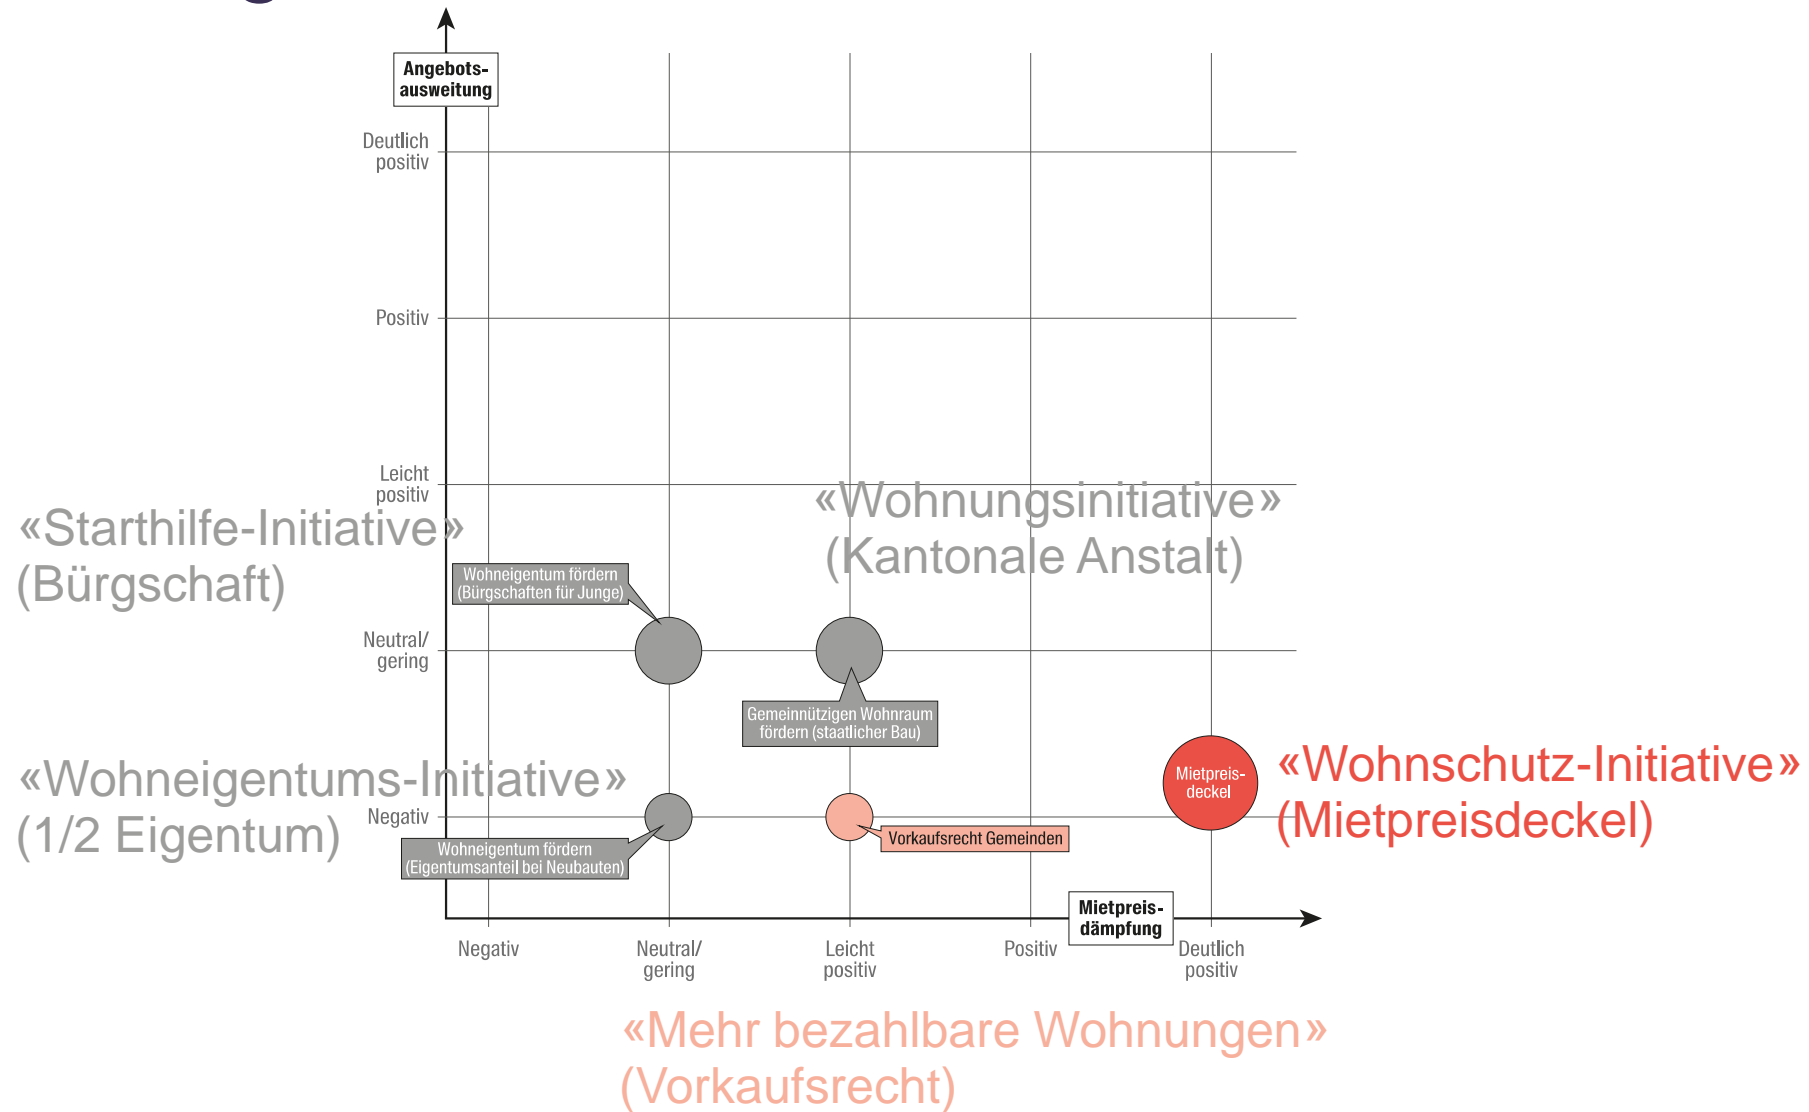 Angebots-
ausweitung
Deutlich
positiv
Positiv
Leicht
positiv
«Wohnungsinitiative»
(Kantonale Anstalt)
«Starthilfe-Initiative»
(Bürgschaft)
Wohneigentum fördern
(Bürgschaften für Junge)
Neutral/
gering
Gemeinnützigen Wohnraum
fördern (staatlicher Bau)
«Wohneigentums-Initiative»
(1/2 Eigentum)
Negativ
Wohneigentum fördern
(Eigentumsanteil bei Neubauten)
Vorkaufsrecht Gemeinden
Mietpreis-
deckel
«Wohnschutz-Initiative»
(Mietpreisdeckel)
Mietpreis-
dämpfung
Negativ
Neutral/
gering
Leicht
positiv
Positiv
Deutlich
positiv
«Mehr bezahlbare Wohnungen»
(Vorkaufsrecht)